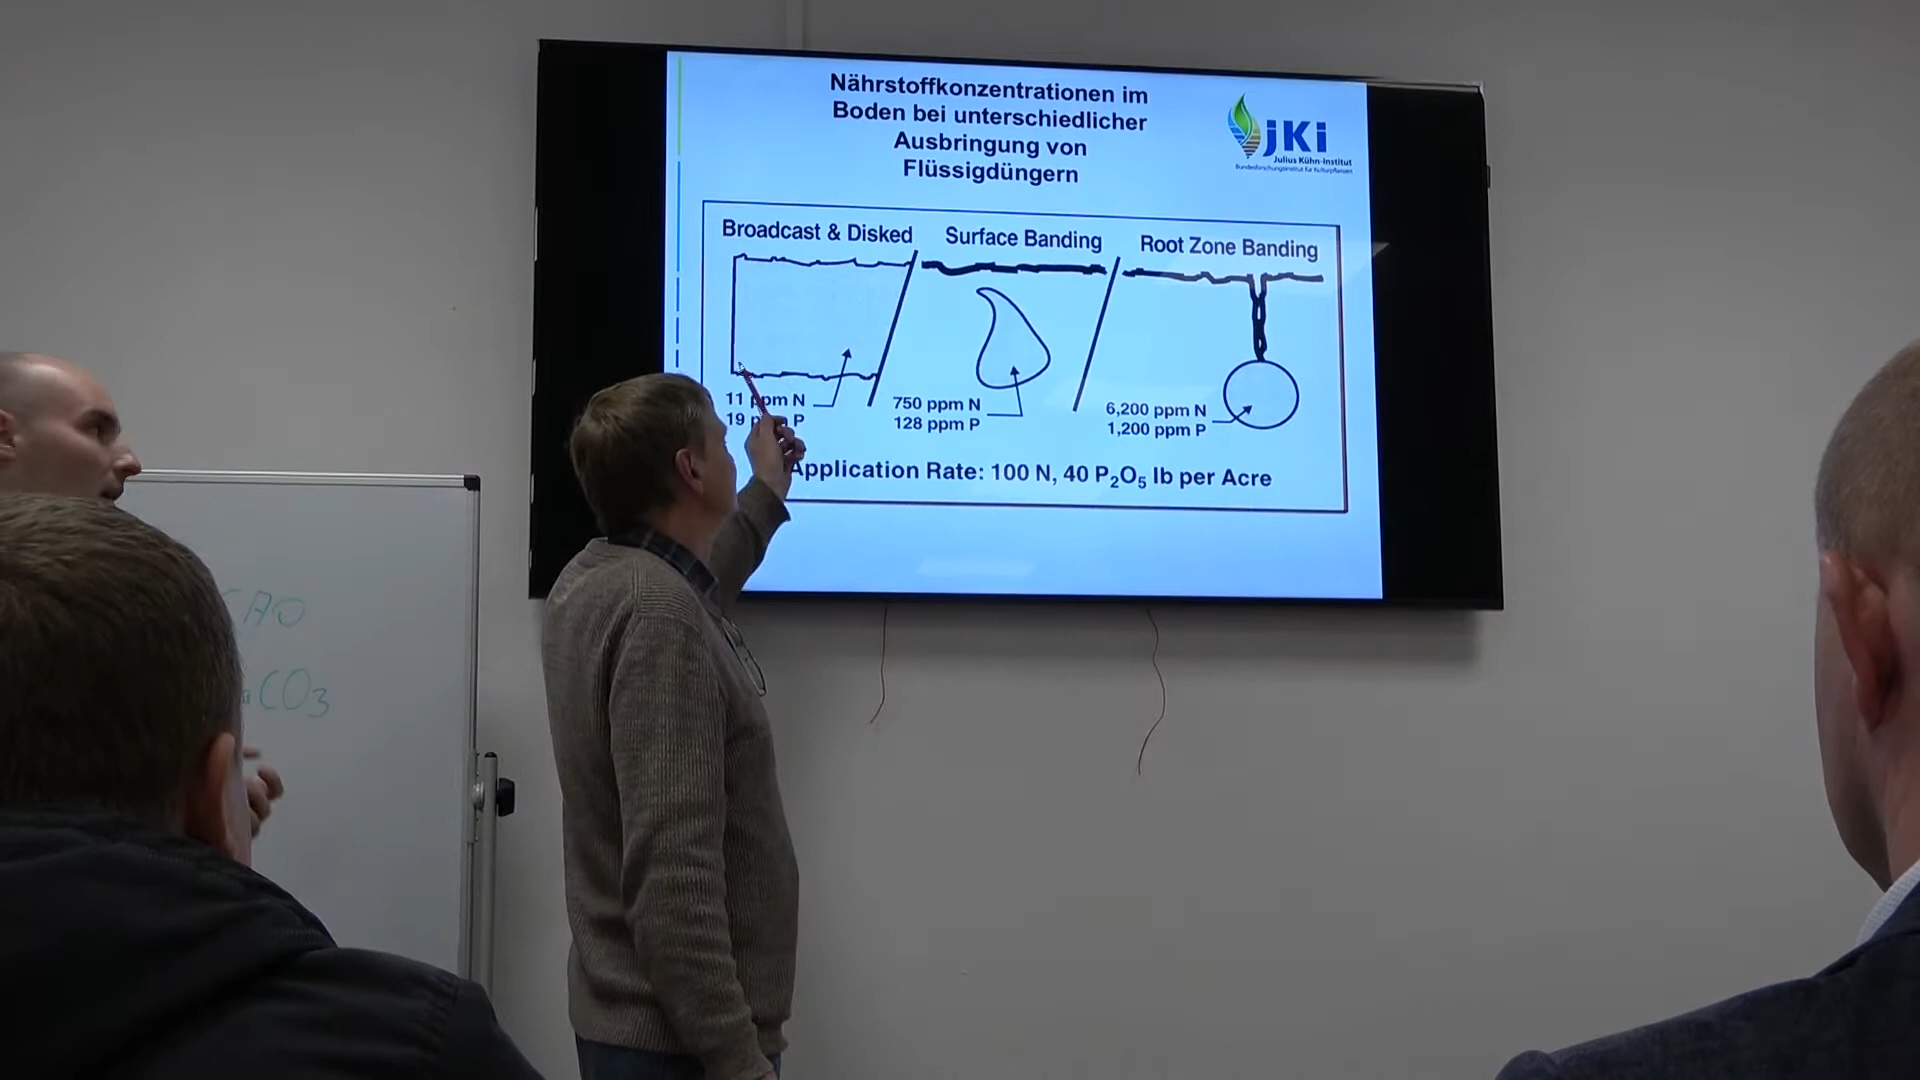 Nährstoffkonzentrationen im
Boden bei unterschiedlicher
Ausbringung von
Flüssigdüngern
jKi
Julius Kühn-Institut
Bundesforschungsinstitut für Kulturpflanzen
Broadcast & Disked
Surface Banding
Root Zone Banding
11 ppm N
19 P
750 ppm N
128 ppm P
6,200 ppm N
1,200 ppm P
Application Rate: 100 N, 40 P₂O₅ lb per Acre
CO₃